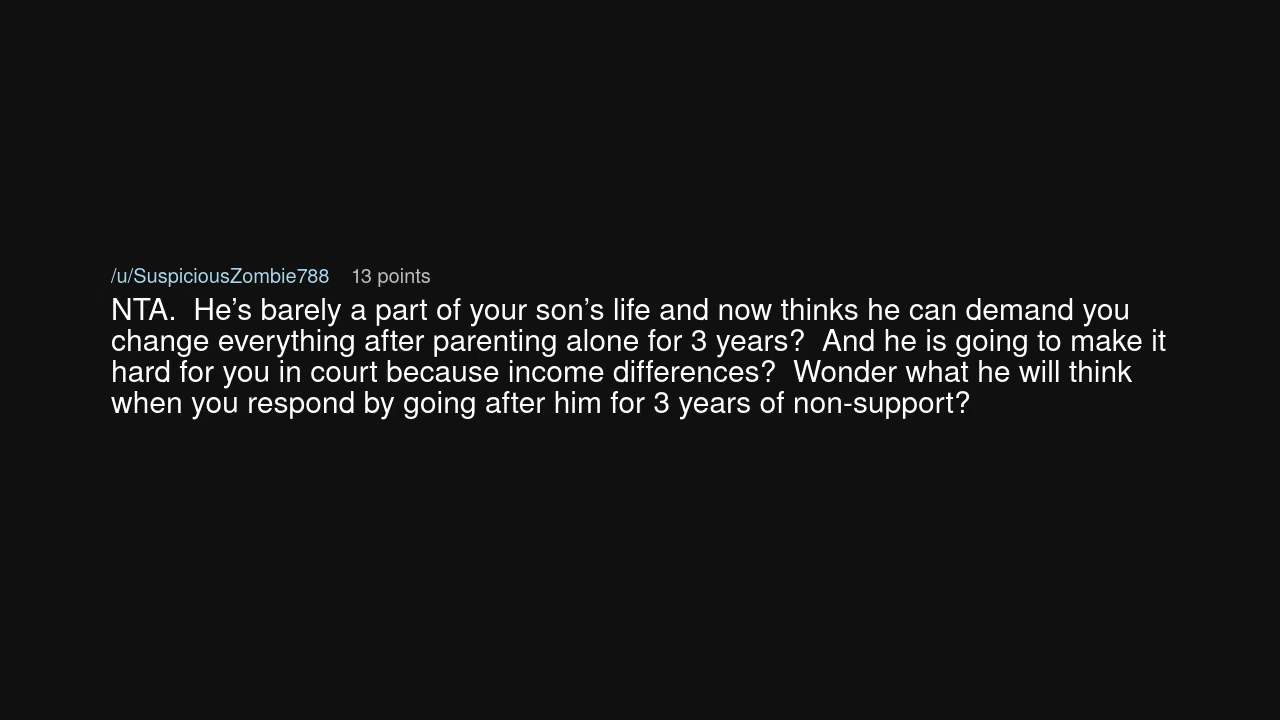 /u/SuspiciousZombie788 13 points
NTA.  He’s barely a part of your son’s life and now thinks he can demand you
change everything after parenting alone for 3 years?  And he is going to make it
hard for you in court because income differences?  Wonder what he will think
when you respond by going after him for 3 years of non-support?